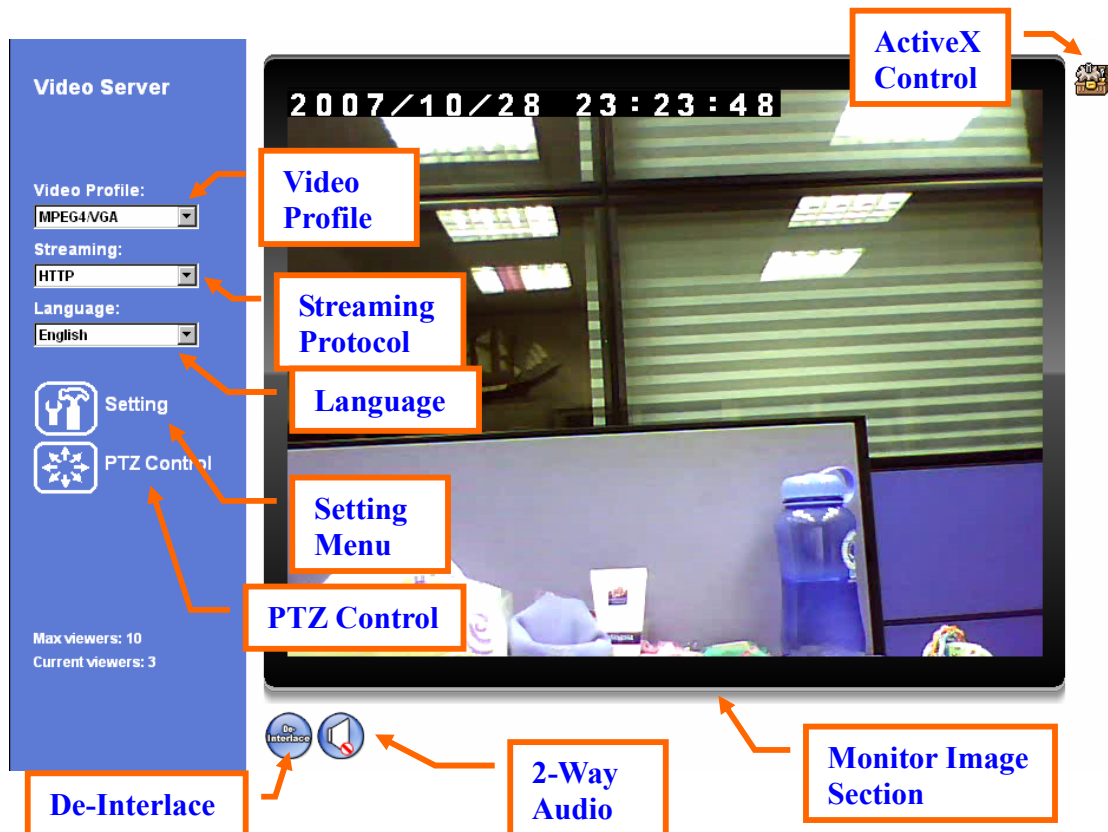 ActiveX
Control
Video Server
2007/10/28 23:23:48
Video Profile:
MPEG4/VGA
Video
Profile
Streaming:
HTTP
Streaming
Protocol
Language:
English
Language
Setting
PTZ Control
Setting
Menu
PTZ Control
Max viewers: 10
Current viewers: 3
De-
Interlace
De-Interlace
2-Way
Audio
Monitor Image
Section